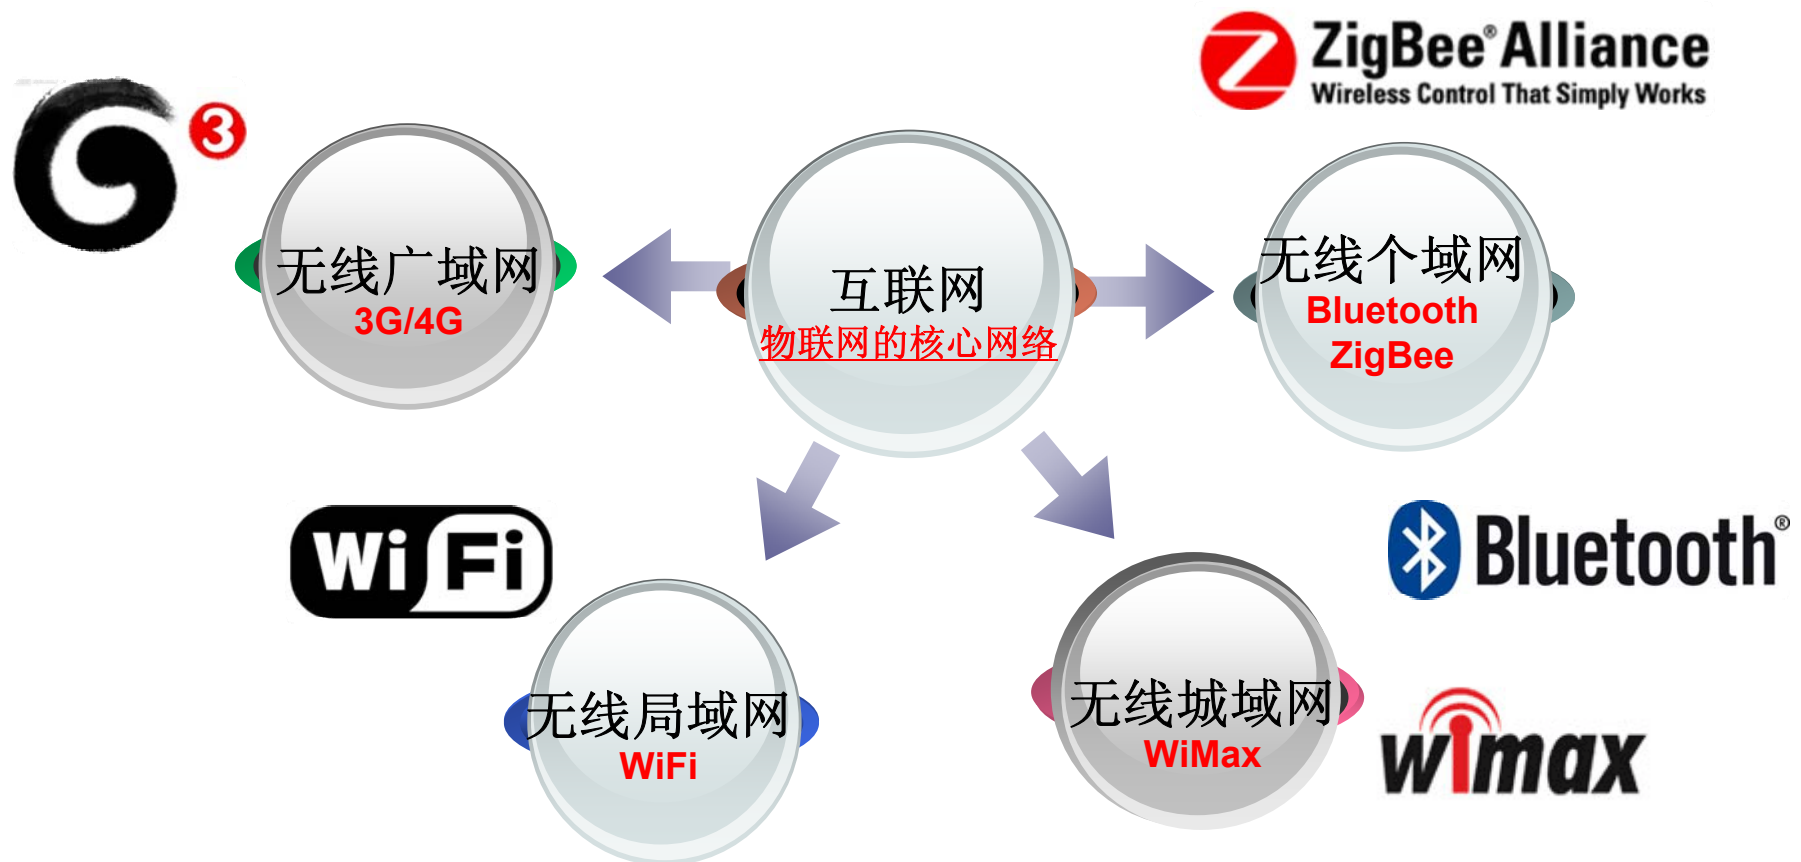 ZigBee® Alliance
Wireless Control That Simply Works
G3
无线广域网
3G/4G
互联网
物联网的核心网络
无线个域网
Bluetooth
ZigBee
WiFi
Bluetooth®
无线局域网
WiFi
无线城域网
WiMax
wimax